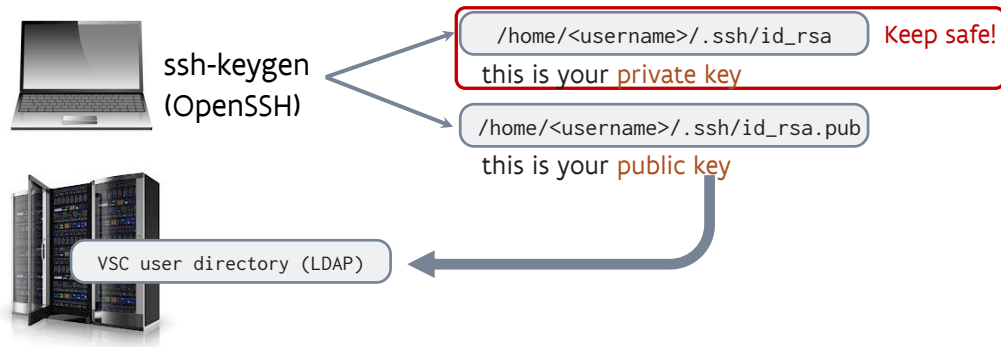 /home/<username>/.ssh/id_rsa
Keep safe!
this is your private key
ssh-keygen
(OpenSSH)
/home/<username>/.ssh/id_rsa.pub
this is your public key
VSC user directory (LDAP)